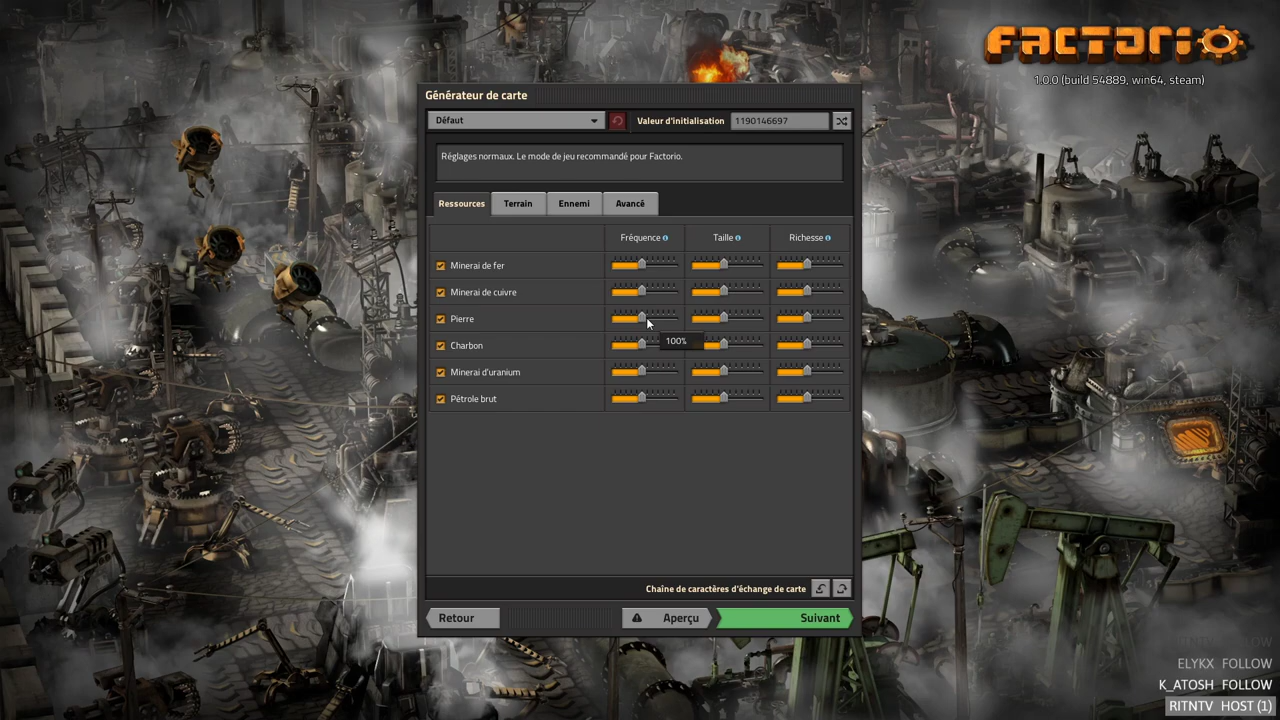 FACTORIO
1.0.0 (build 54889, win64, steam)
Générateur de carte
Défaut
Valeur d'initialisation
1190146697
Réglages normaux. Le mode de jeu recommandé pour Factorio.
Ressources Terrain Ennemi Avancé
Fréquence Taille Richesse
Minerai de fer
Minerai de cuivre
Pierre
100%
Charbon
Minerai d'uranium
Pétrole brut
Chaîne de caractères d'échange de carte
Retour Aperçu Suivant
ELYKX FOLLOW
K_ATOSH FOLLOW
RITNTV HOST (1)